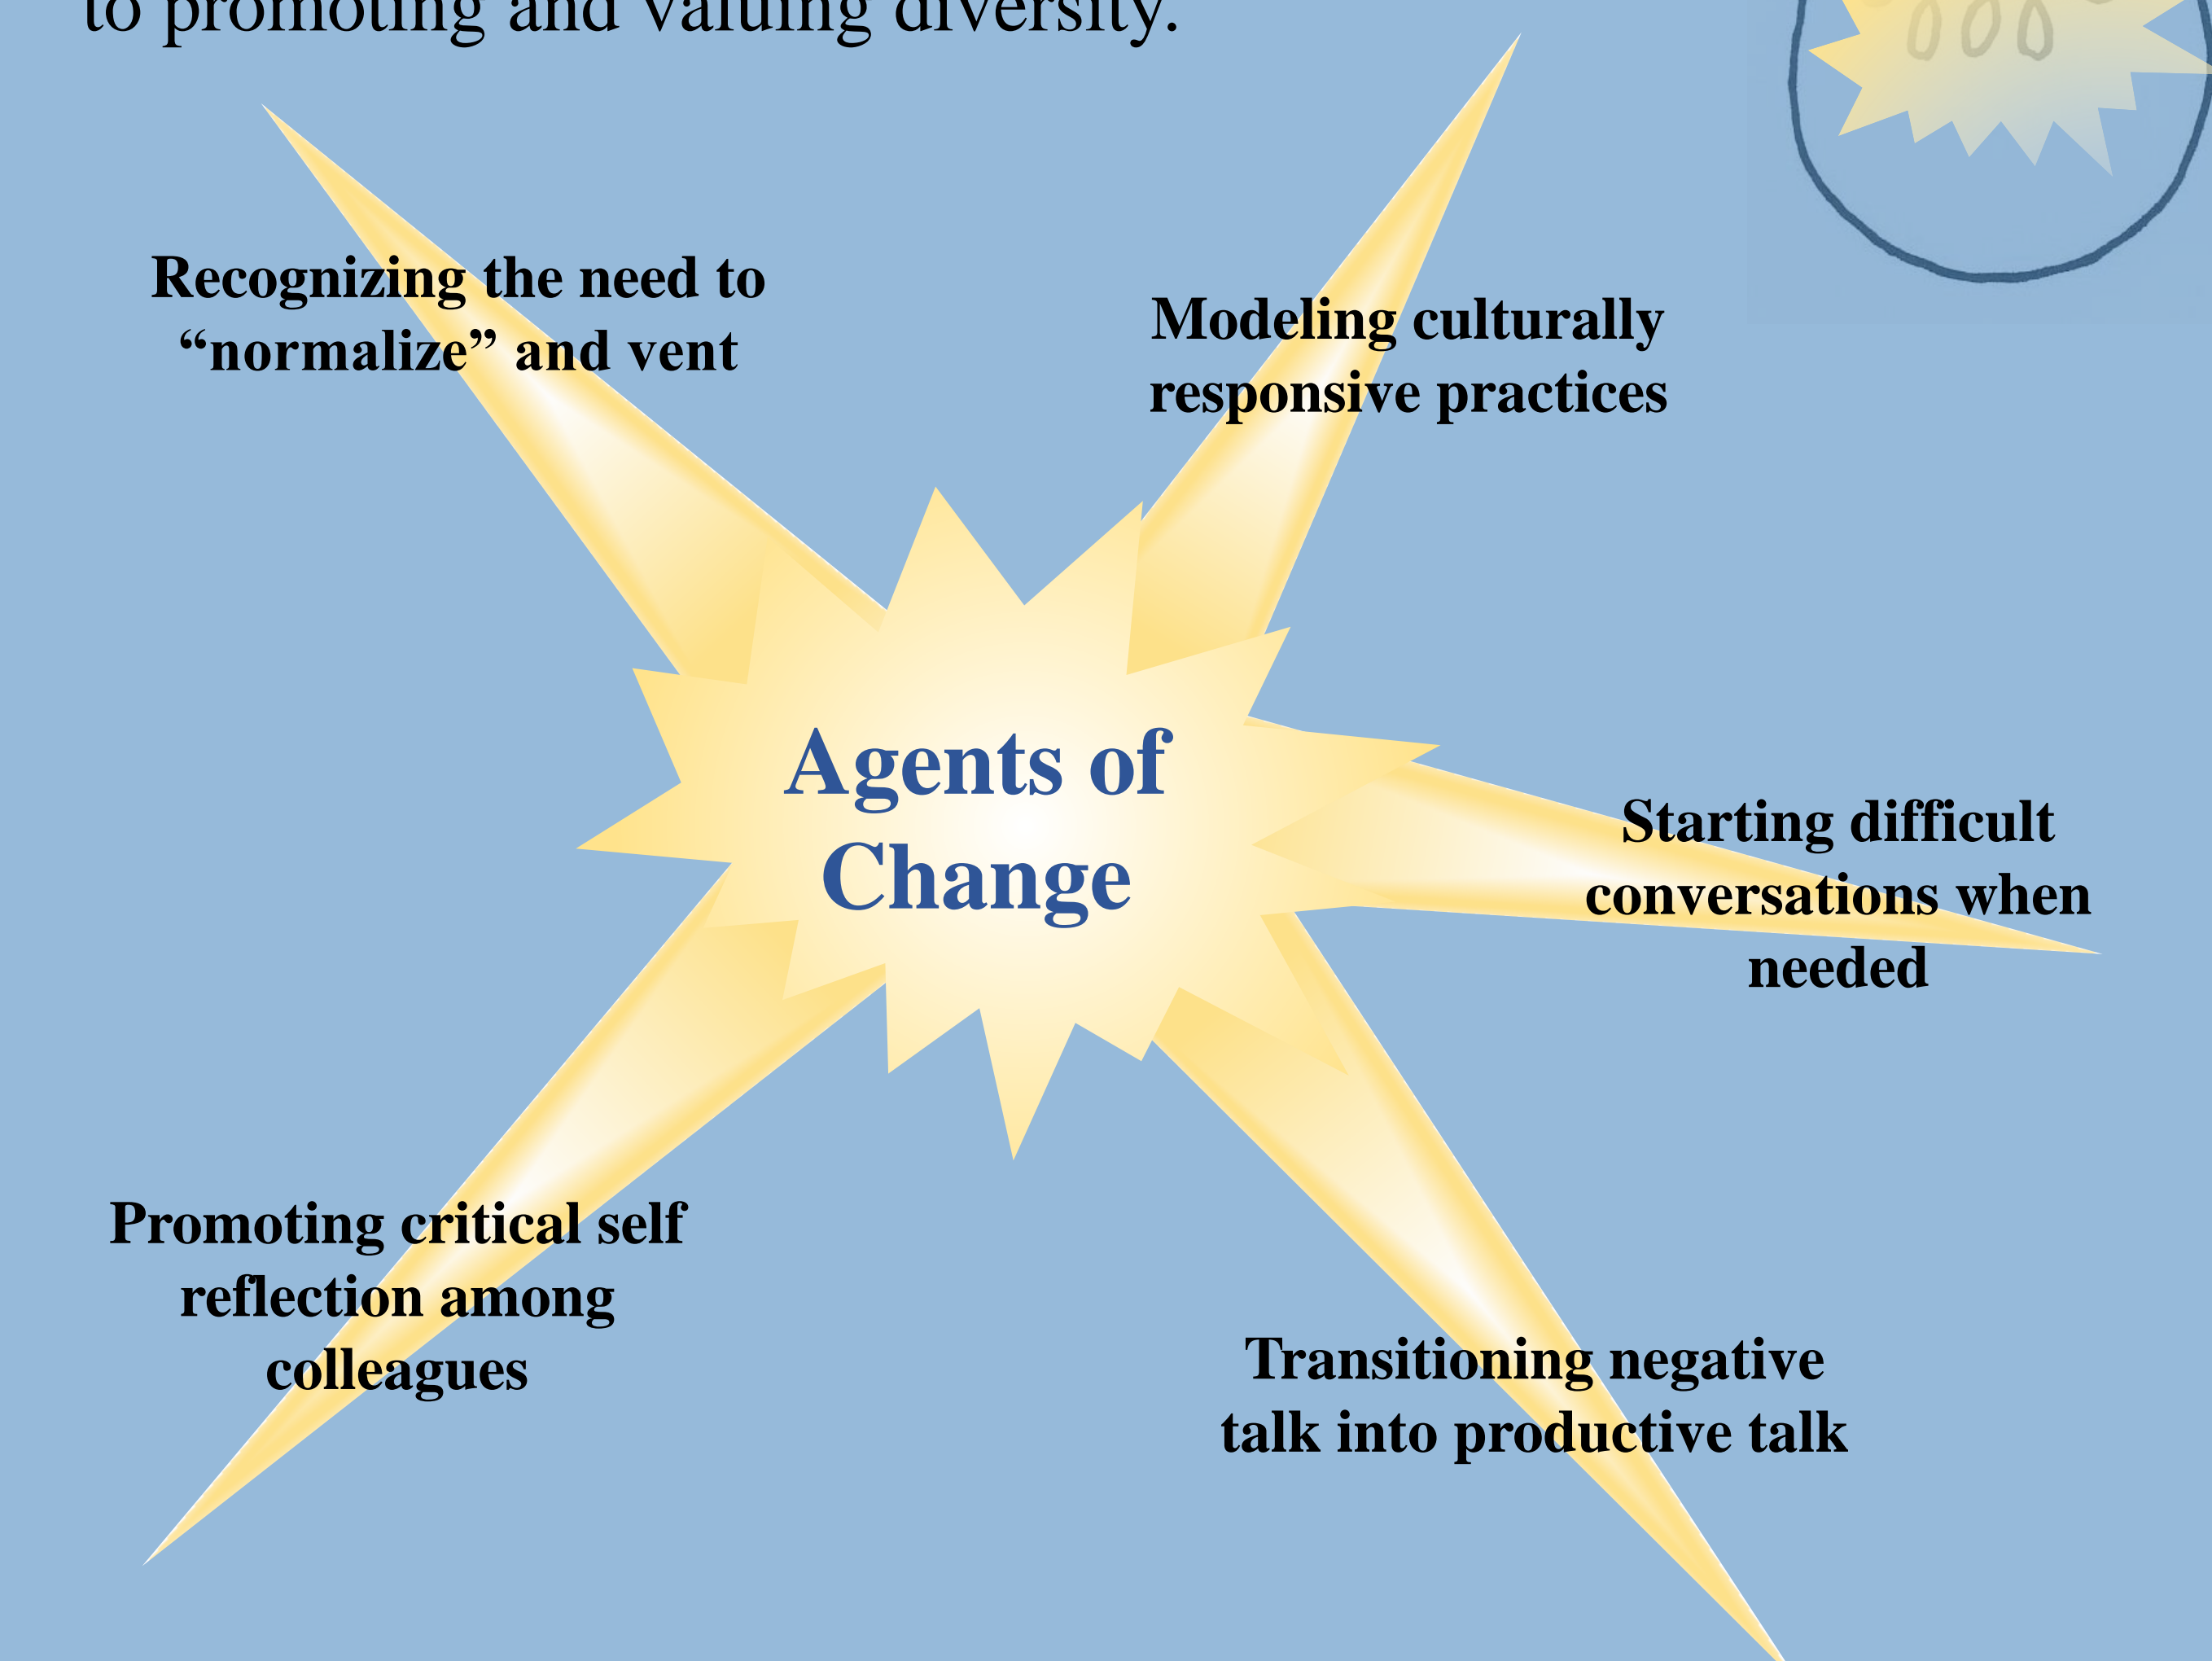 to promoting and valuing diversity.
Recognizing the need to
“normalize” and vent
Modeling culturally
responsive practices
Agents of
Change
Starting difficult
conversations when
needed
Promoting critical self
reflection among
colleagues
Transitioning negative
talk into productive talk